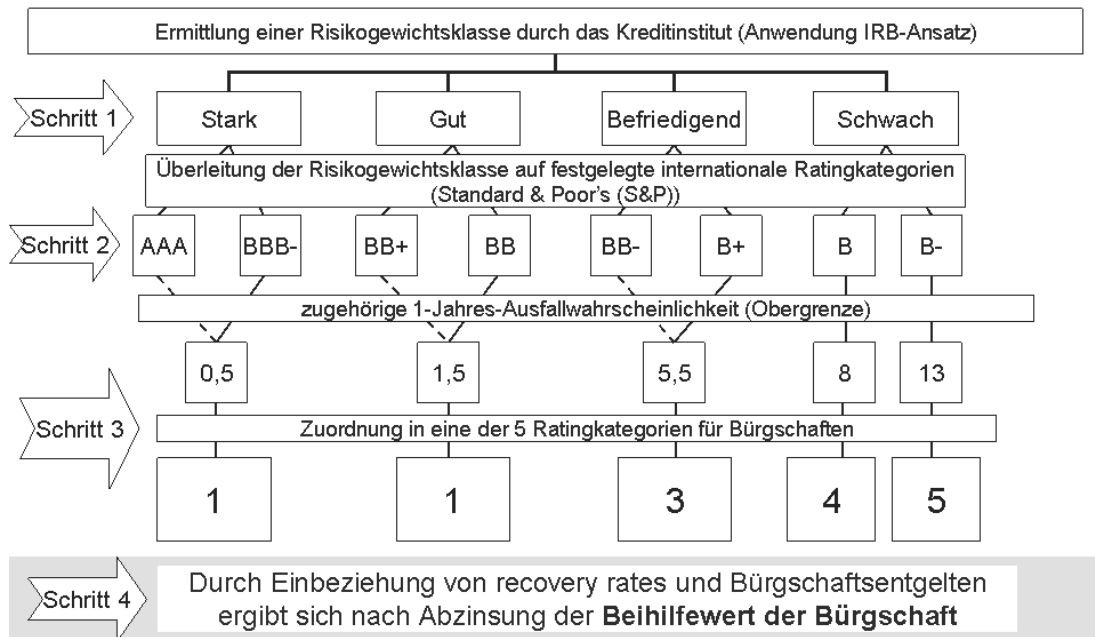 Ermittlung einer Risikogewichtsklasse durch das Kreditinstitut (Anwendung IRB-Ansatz)
Schritt 1
Stark
Gut
Befriedigend
Schwach
Überleitung der Risikogewichtsklasse auf festgelegte internationale Ratingkategorien
(Standard & Poor's (S&P))
Schritt 2
AAA
BBB-
BB+
BB
BB-
B+
B
B-
zugehörige 1-Jahres-Ausfallwahrscheinlichkeit (Obergrenze)
0,5
1,5
5,5
8
13
Schritt 3
Zuordnung in eine der 5 Ratingkategorien für Bürgschaften
1
1
3
4
5
Schritt 4
Durch Einbeziehung von recovery rates und Bürgschaftsentgelten
ergibt sich nach Abzinsung der Beihilfewert der Bürgschaft